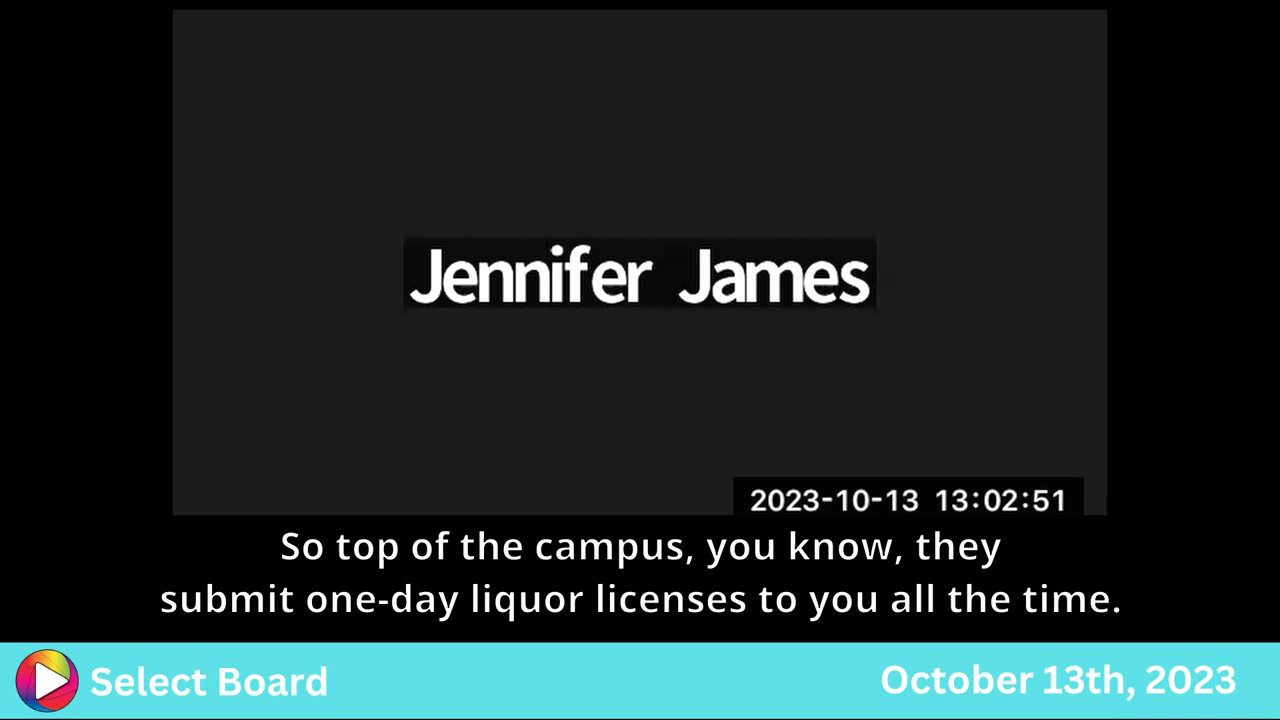 Jennifer James
2023-10-13 13:02:51
So top of the campus, you know, they
submit one-day liquor licenses to you all the time.
Select Board
October 13th, 2023